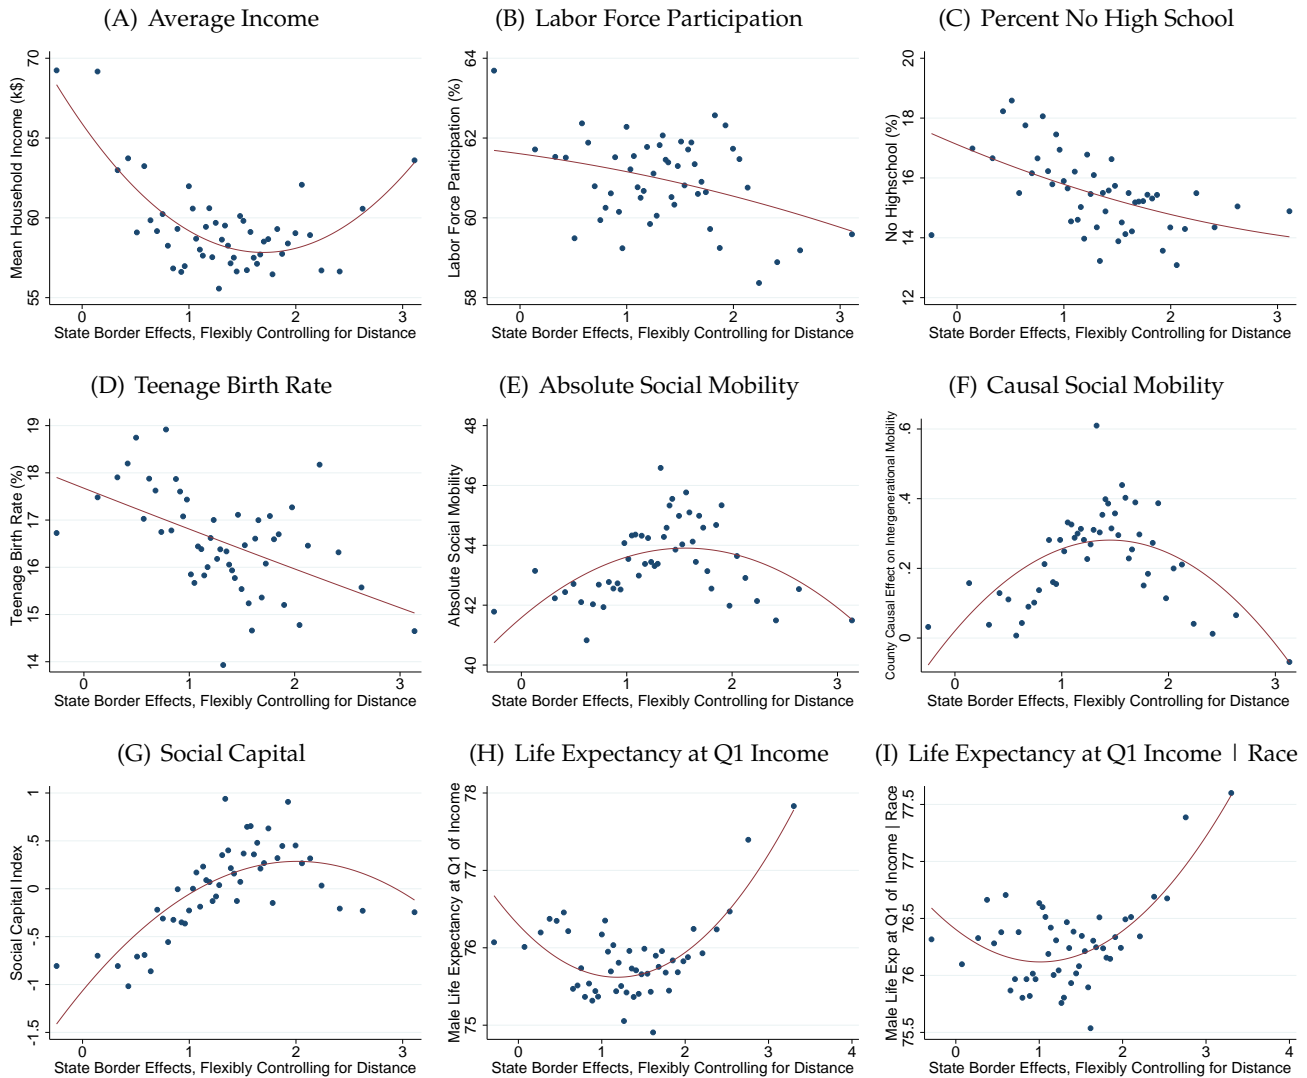 (A) Average Income
Mean Household Income (k$)
70
65
60
55
0 1 2 3
State Border Effects, Flexibly Controlling for Distance
(B) Labor Force Participation
Labor Force Participation (%)
64
62
60
58
0 1 2 3
State Border Effects, Flexibly Controlling for Distance
(C) Percent No High School
No Highschool (%)
20
18
16
14
12
0 1 2 3
State Border Effects, Flexibly Controlling for Distance
(D) Teenage Birth Rate
Teenage Birth Rate (%)
19
18
17
16
15
14
0 1 2 3
State Border Effects, Flexibly Controlling for Distance
(E) Absolute Social Mobility
Absolute Social Mobility
48
46
44
42
40
0 1 2 3
State Border Effects, Flexibly Controlling for Distance
(F) Causal Social Mobility
County Causal Effect on Intergenerational Mobility
.6
.4
.2
0
0 1 2 3
State Border Effects, Flexibly Controlling for Distance
(G) Social Capital
Social Capital Index
1
.5
0
-.5
-1
-1.5
0 1 2 3
State Border Effects, Flexibly Controlling for Distance
(H) Life Expectancy at Q1 Income
Male Life Expectancy at Q1 of Income
78
77
76
75
0 1 2 3 4
State Border Effects, Flexibly Controlling for Distance
(I) Life Expectancy at Q1 Income | Race
Male Life Exp at Q1 of Income | Race
77.5
77
76.5
76
75.5
0 1 2 3 4
State Border Effects, Flexibly Controlling for Distance